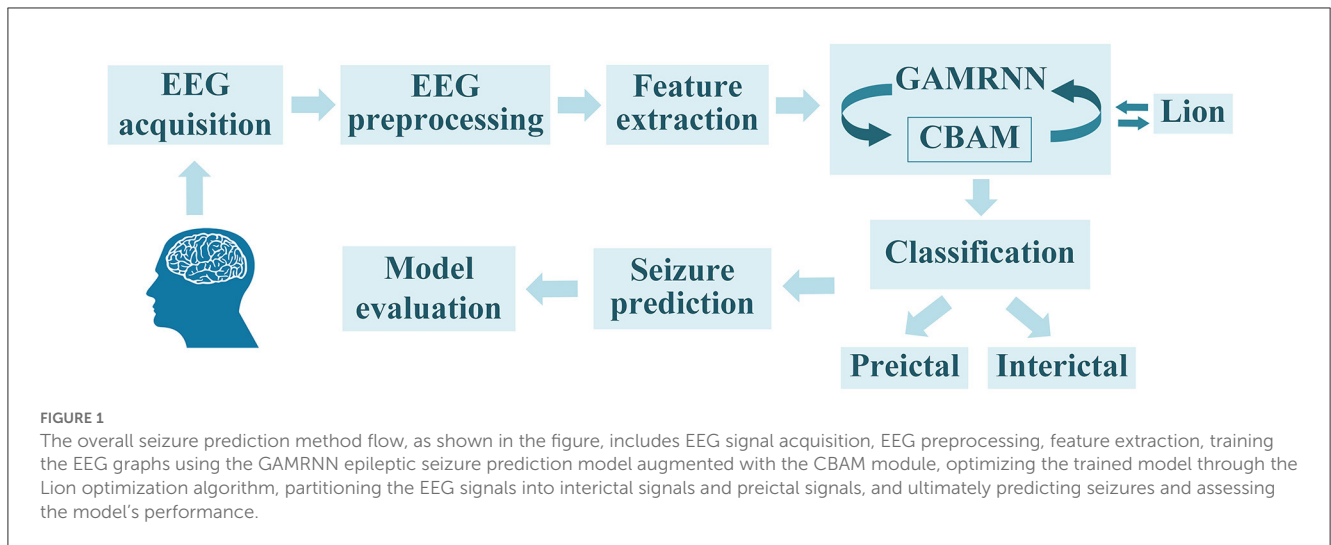 EEG
acquisition
EEG
preprocessing
Feature
extraction
GAMRNN
CBAM
Lion
Classification
Seizure
prediction
Model
evaluation
Preictal
Interictal
FIGURE 1
The overall seizure prediction method flow, as shown in the figure, includes EEG signal acquisition, EEG preprocessing, feature extraction, training
the EEG graphs using the GAMRNN epileptic seizure prediction model augmented with the CBAM module, optimizing the trained model through the
Lion optimization algorithm, partitioning the EEG signals into interictal signals and preictal signals, and ultimately predicting seizures and assessing
the model's performance.